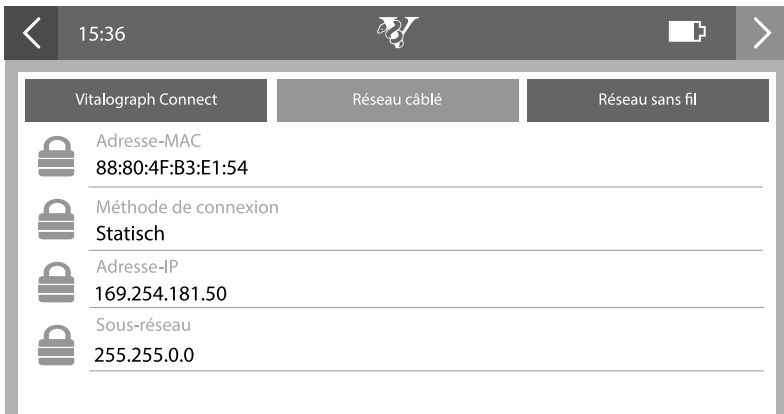 15:36
Vitalograph Connect
Réseau câblé
Réseau sans fil
Adresse-MAC
88:80:4F:B3:E1:54
Méthode de connexion
Statisch
Adresse-IP
169.254.181.50
Sous-réseau
255.255.0.0